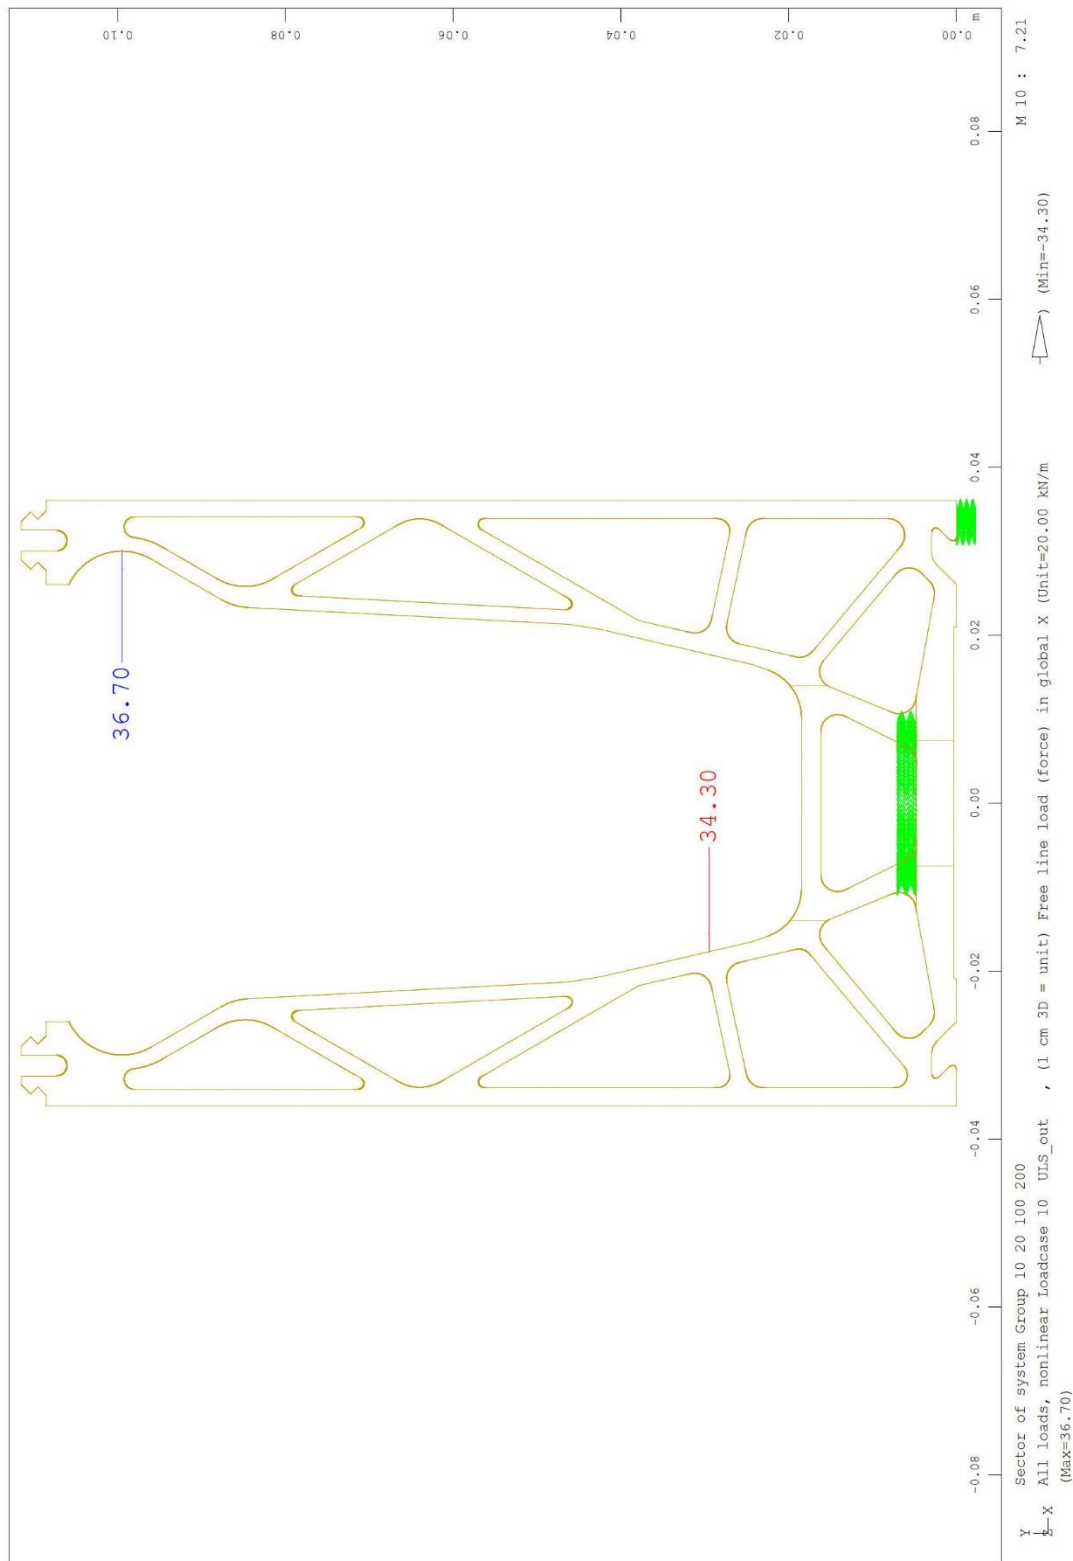 36.70
34.30
0.10
0.08
0.06
0.04
0.02
0.00
m
-0.08
-0.06
-0.04
-0.02
0.00
0.02
0.04
0.06
0.08
M 10 : 7.21
Y
Z X
Sector of system Group 10 20 100 200
All loads, nonlinear Loadcase 10 ULS_out , (1 cm 3D = unit) Free line load (force) in global X (Unit=20.00 kN/m ) (Min=-34.30)
(Max=36.70)